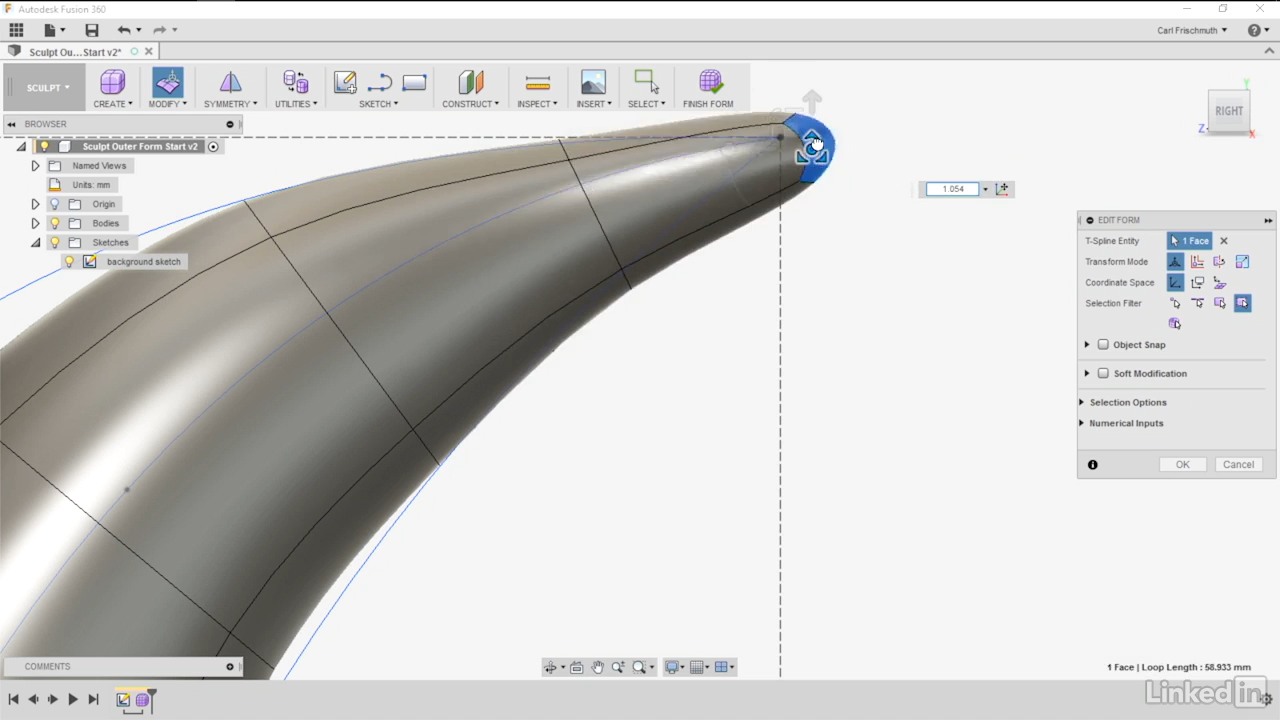 Autodesk Fusion 360
Carl Frischmuth
Sculpt Ou...Start v2*
SCULPT
CREATE
MODIFY
SYMMETRY
UTILITIES
SKETCH
CONSTRUCT
INSPECT
INSERT
SELECT
FINISH FORM
BROWSER
Sculpt Outer Form Start v2
Named Views
Units: mm
Origin
Bodies
Sketches
background sketch
Y
RIGHT
Z
X
1.054
EDIT FORM
T-Spline Entity
1 Face
Transform Mode
Coordinate Space
Selection Filter
Object Snap
Soft Modification
Selection Options
Numerical Inputs
OK
Cancel
COMMENTS
1 Face | Loop Length : 58.933 mm
LinkedIn